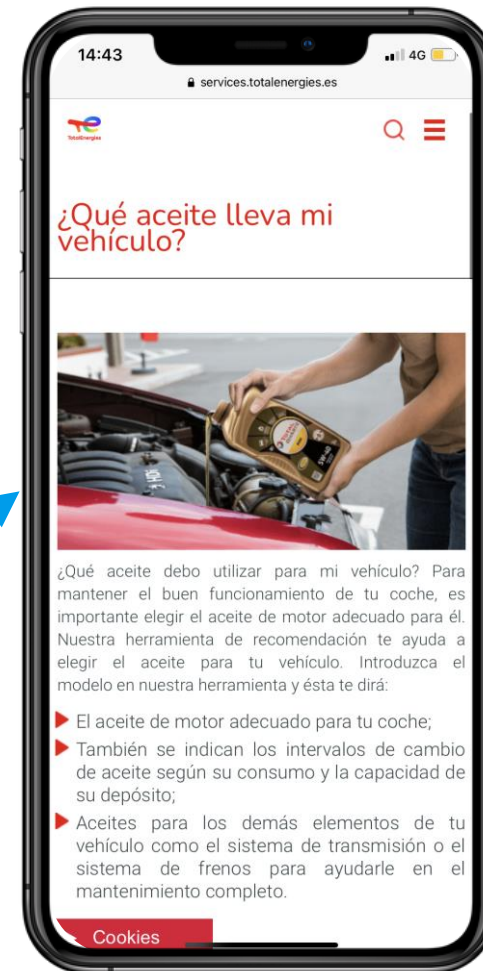 14:43
4G
services.totalenergies.es
TotalEnergies
¿Qué aceite lleva mi
vehículo?
TOTAL
HDi
¿Qué aceite debo utilizar para mi vehículo? Para
mantener el buen funcionamiento de tu coche, es
importante elegir el aceite de motor adecuado para él.
Nuestra herramienta de recomendación te ayuda a
elegir el aceite para tu vehículo. Introduzca el
modelo en nuestra herramienta y ésta te dirá:
El aceite de motor adecuado para tu coche;
También se indican los intervalos de cambio
de aceite según su consumo y la capacidad de
su depósito;
Aceites para los demás elementos de tu
vehículo como el sistema de transmisión o el
sistema de frenos para ayudarle en el
mantenimiento completo.
Cookies